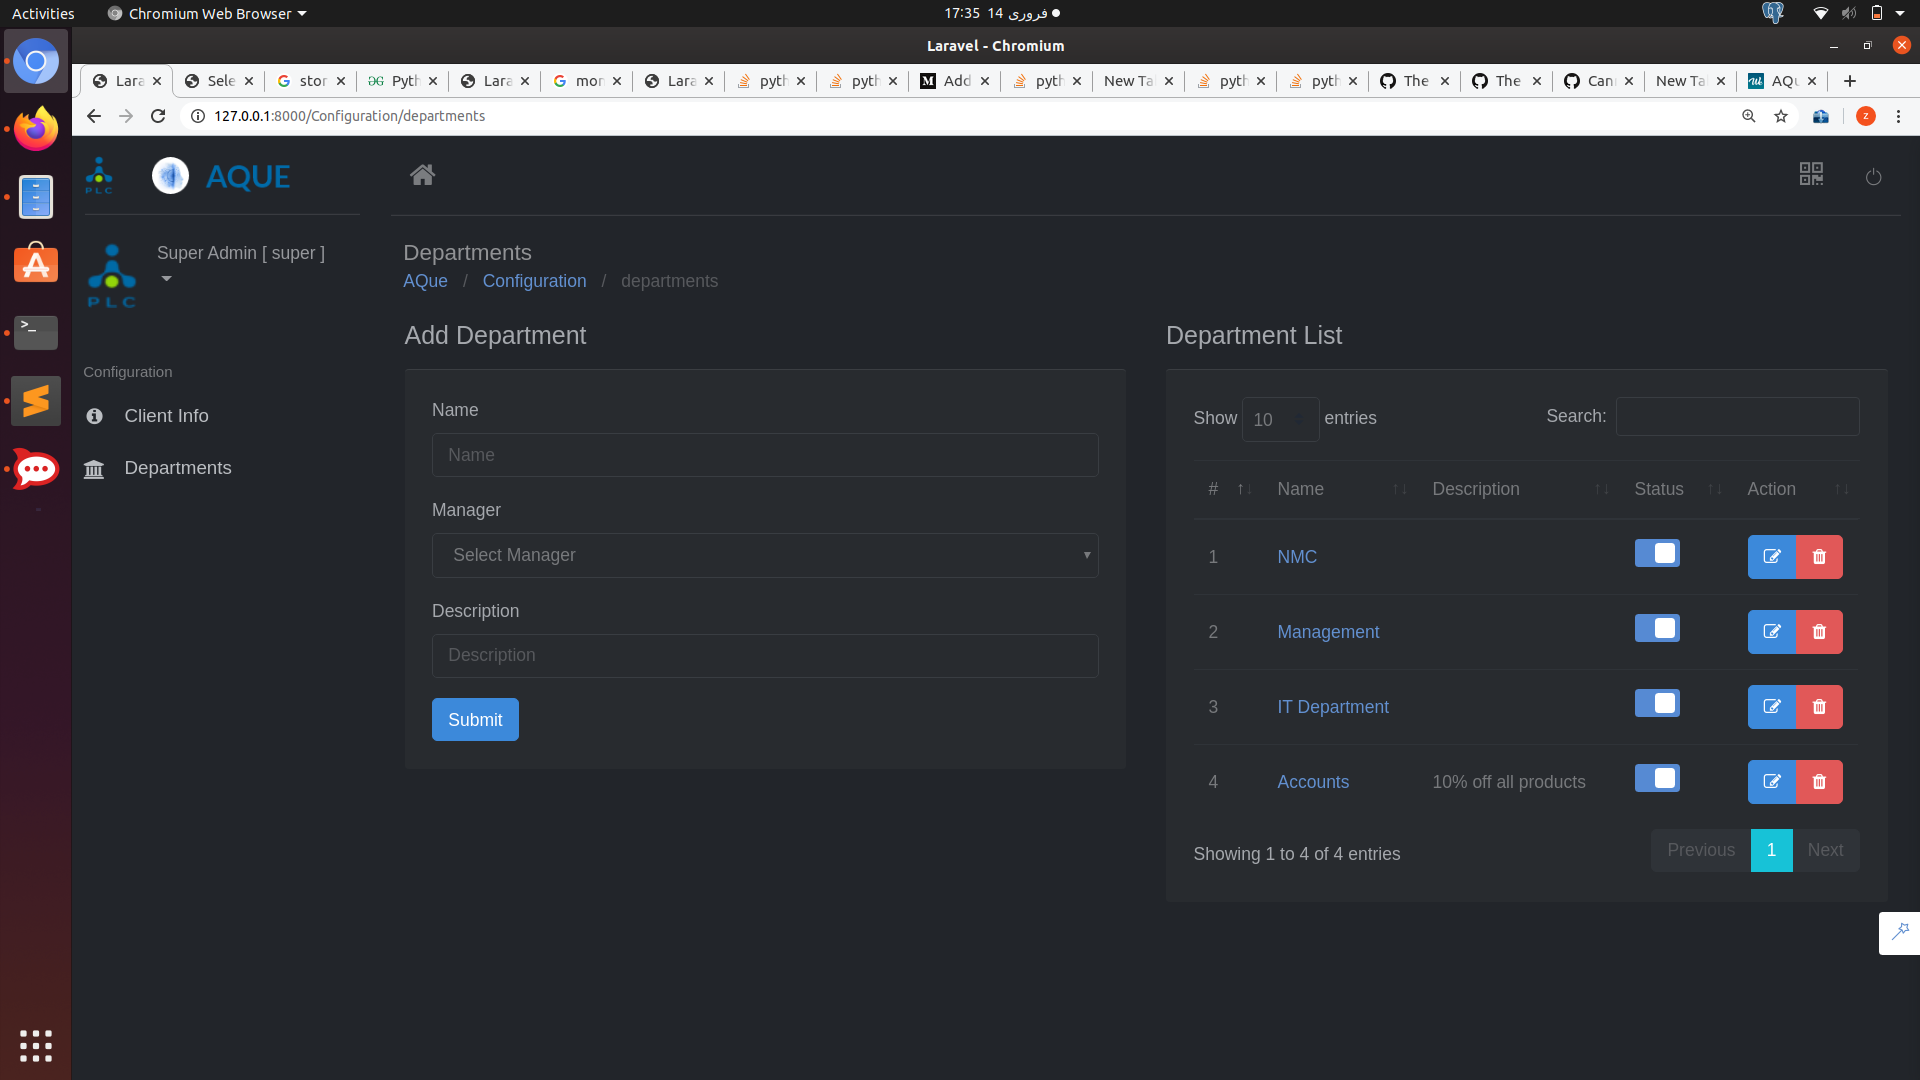 Activities
Chromium Web Browser
17:35 14 فروری
Laravel - Chromium
Lara
Sele
stor
Pyth
Lara
mon
Lara
pyth
pyth
Add
pyth
New Ta
pyth
pyth
The
The
Can
New Ta
AQu
127.0.0.1:8000/Configuration/departments
z
PLC
AQUE
PLC
Super Admin [ super ]
Configuration
Client Info
Departments
Departments
AQue / Configuration / departments
Add Department
Name
Name
Manager
Select Manager
Description
Description
Submit
Department List
Show 10 entries
Search:
# Name Description Status Action
1 NMC
2 Management
3 IT Department
4 Accounts 10% off all products
Showing 1 to 4 of 4 entries
Previous 1 Next